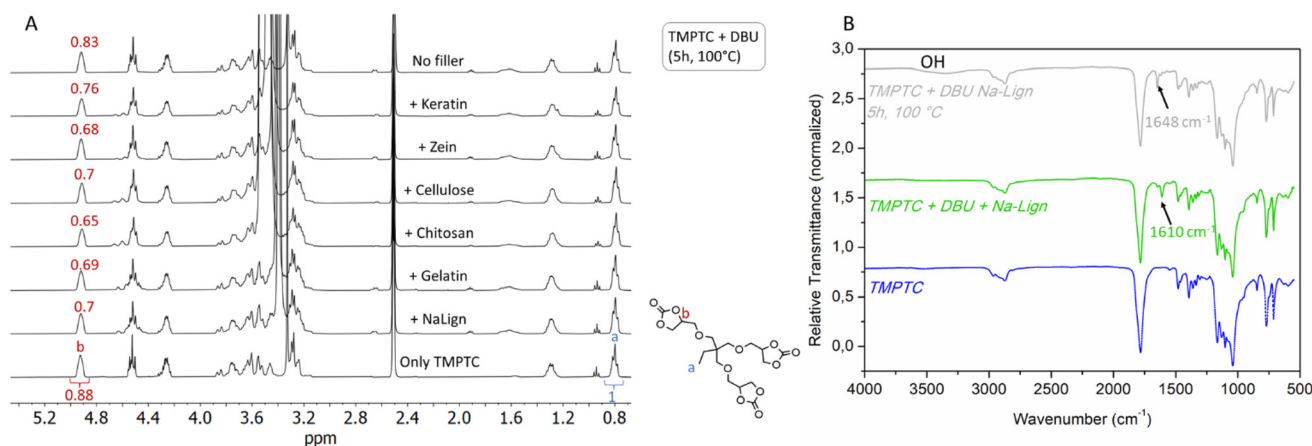 A
0.83
No filler
0.76
+ Keratin
0.68
+ Zein
0.7
+ Cellulose
0.65
+ Chitosan
0.69
+ Gelatin
0.7
+ NaLign
a
b
Only TMPTC
0.88
1
5.2 4.8 4.4 4.0 3.6 3.2 2.8 2.4 2.0 1.6 1.2 0.8
ppm
TMPTC + DBU
(5h, 100°C)
O
O
O
b
O
O
O
O
O
O
a
O
O
O
B
3,0
2,5
2,0
1,5
1,0
0,5
0,0
Relative Transmittance (normalized)
OH
TMPTC + DBU Na-Lign
5h, 100 °C
1648 cm⁻¹
TMPTC + DBU + Na-Lign
1610 cm⁻¹
TMPTC
4000 3500 3000 2500 2000 1500 1000 500
Wavenumber (cm⁻¹)